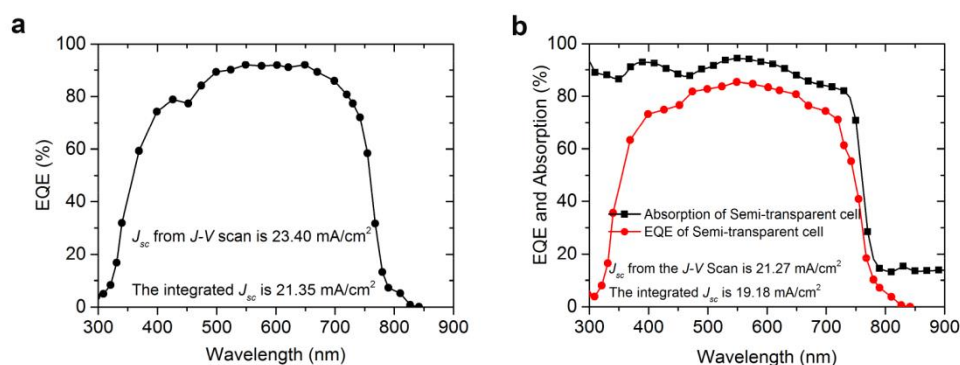 a
100
80
60
40
20
0
EQE (%)
J_sc from J-V scan is 23.40 mA/cm²
The integrated J_sc is 21.35 mA/cm²
300 400 500 600 700 800 900
Wavelength (nm)
b
100
80
60
40
20
0
EQE and Absorption (%)
Absorption of Semi-transparent cell
EQE of Semi-transparent cell
J_sc from the J-V Scan is 21.27 mA/cm²
The integrated J_sc is 19.18 mA/cm²
300 400 500 600 700 800 900
Wavelength (nm)